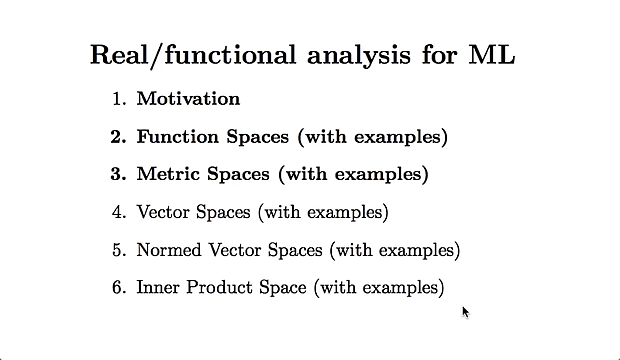 Real/functional analysis for ML
1. Motivation
2. Function Spaces (with examples)
3. Metric Spaces (with examples)
4. Vector Spaces (with examples)
5. Normed Vector Spaces (with examples)
6. Inner Product Space (with examples)